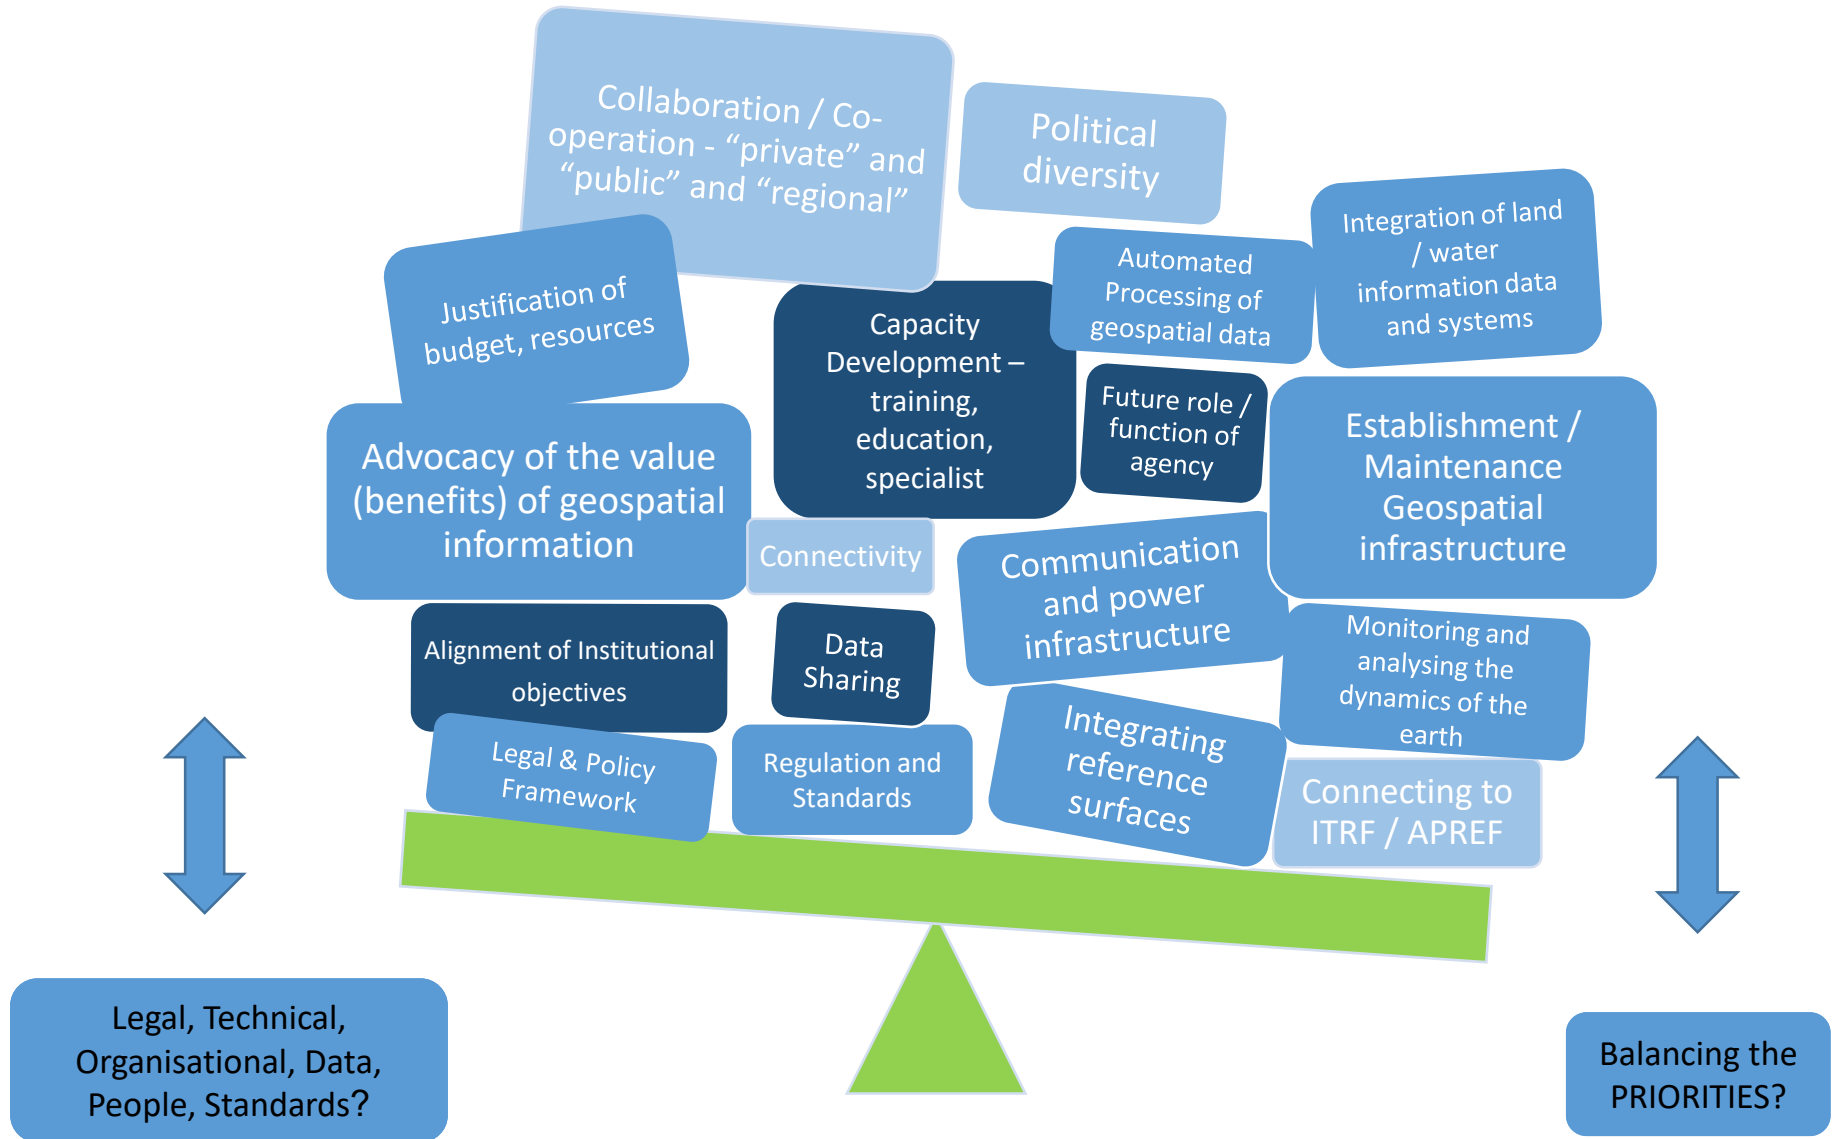 Collaboration / Co-
operation - “private” and
“public” and “regional”
Political
diversity
Integration of land
/ water
information data
and systems
Justification of
budget, resources
Automated
Processing of
geospatial data
Capacity
Development –
training,
education,
specialist
Future role /
function of
agency
Establishment /
Maintenance
Geospatial
infrastructure
Advocacy of the value
(benefits) of geospatial
information
Connectivity
Communication
and power
infrastructure
Alignment of Institutional
objectives
Data
Sharing
Monitoring and
analysing the
dynamics of the
earth
Legal & Policy
Framework
Regulation and
Standards
Integrating
reference
surfaces
Connecting to
ITRF / APREF
Legal, Technical,
Organisational, Data,
People, Standards?
Balancing the
PRIORITIES?